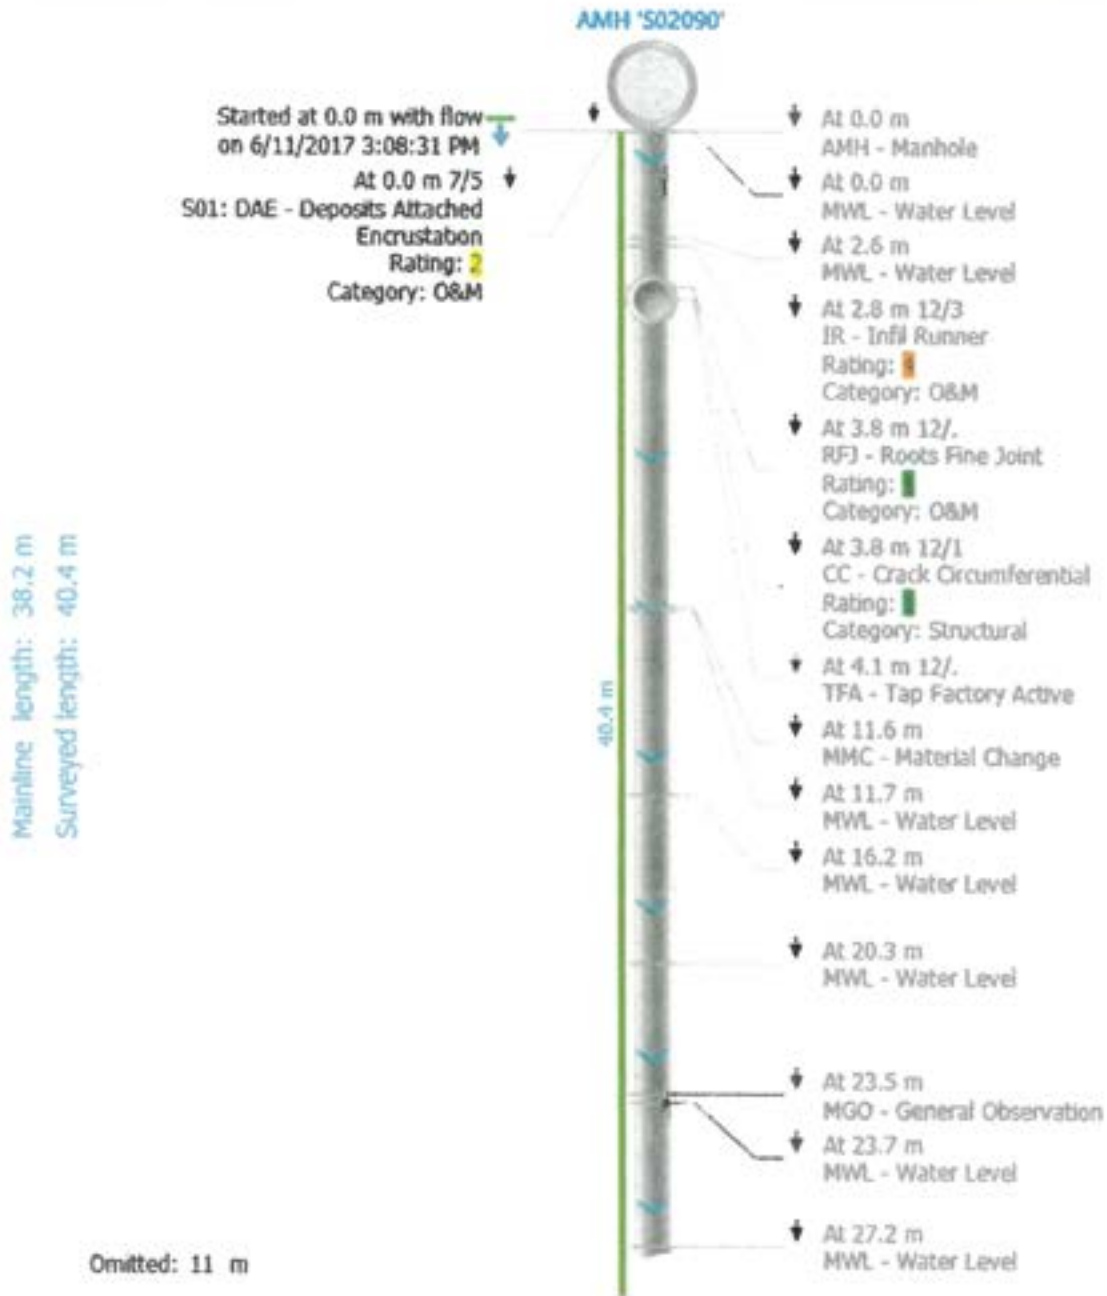 AMH 'S02090'
Started at 0.0 m with flow
on 6/11/2017 3:08:31 PM
At 0.0 m 7/5
S01: DAE - Deposits Attached
Encrustation
Rating: 2
Category: O&M
At 0.0 m
AMH - Manhole
At 0.0 m
MWL - Water Level
At 2.6 m
MWL - Water Level
At 2.8 m 12/3
IR - Infil Runner
Rating: 4
Category: O&M
At 3.8 m 12/.
RFJ - Roots Fine Joint
Rating:
Category: O&M
At 3.8 m 12/1
CC - Crack Circumferential
Rating:
Category: Structural
At 4.1 m 12/.
TFA - Tap Factory Active
At 11.6 m
MMC - Material Change
At 11.7 m
MWL - Water Level
At 16.2 m
MWL - Water Level
At 20.3 m
MWL - Water Level
At 23.5 m
MGO - General Observation
At 23.7 m
MWL - Water Level
At 27.2 m
MWL - Water Level
Mainline length: 38.2 m
Surveyed length: 40.4 m
40.4 m
Omitted: 11 m